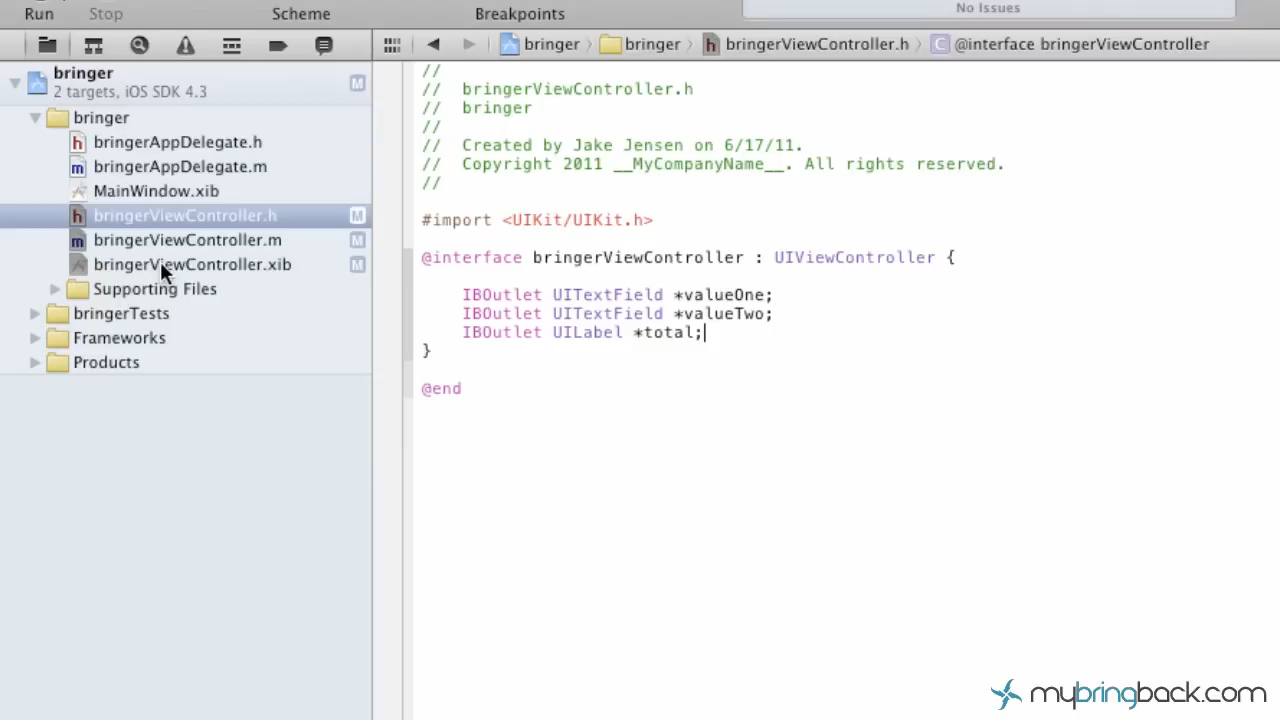 Run Stop Scheme Breakpoints No Issues
bringer bringer bringerViewController.h @interface bringerViewController
bringer M
2 targets, iOS SDK 4.3
bringer
h bringerAppDelegate.h
m bringerAppDelegate.m
MainWindow.xib
h bringerViewController.h M
m bringerViewController.m M
bringerViewController.xib M
Supporting Files
bringerTests
Frameworks
Products
//
// bringerViewController.h
// bringer
//
// Created by Jake Jensen on 6/17/11.
// Copyright 2011 __MyCompanyName__. All rights reserved.
//
#import <UIKit/UIKit.h>
@interface bringerViewController : UIViewController {
IBOutlet UITextField *valueOne;
IBOutlet UITextField *valueTwo;
IBOutlet UILabel *total;
}
@end
mybringback.com